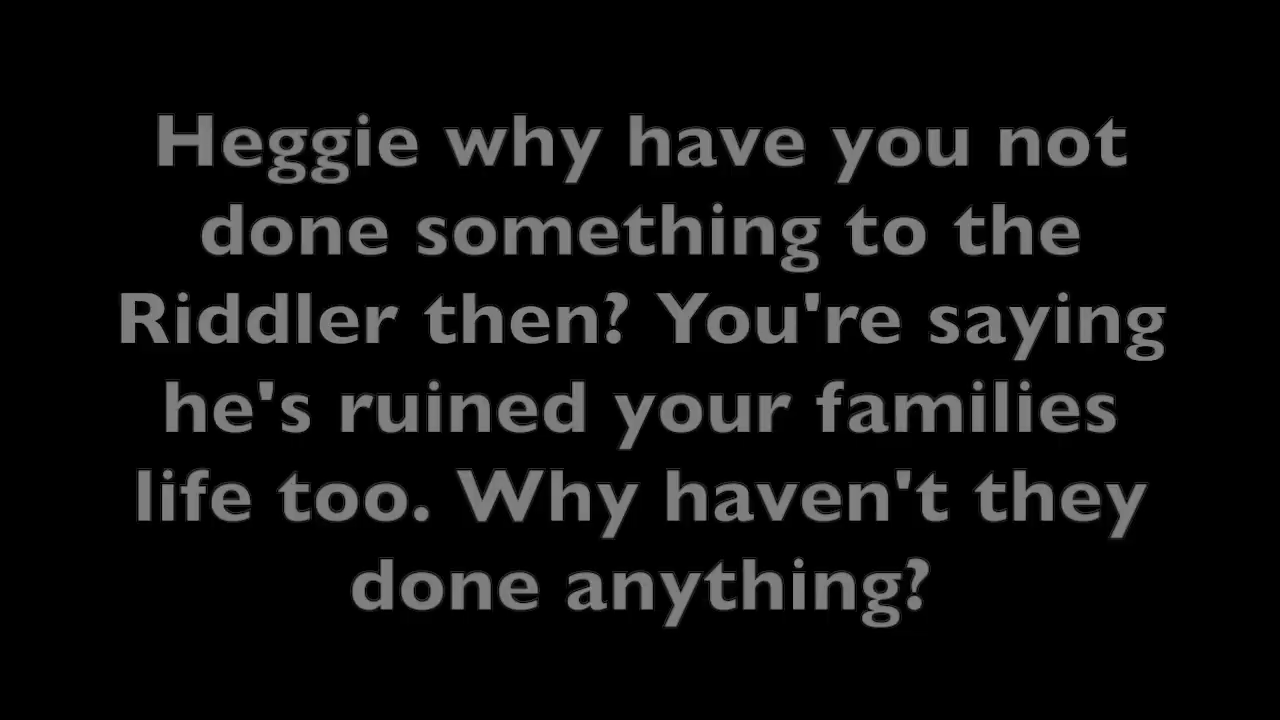 Heggie why have you not
done something to the
Riddler then? You're saying
he's ruined your families
life too. Why haven't they
done anything?